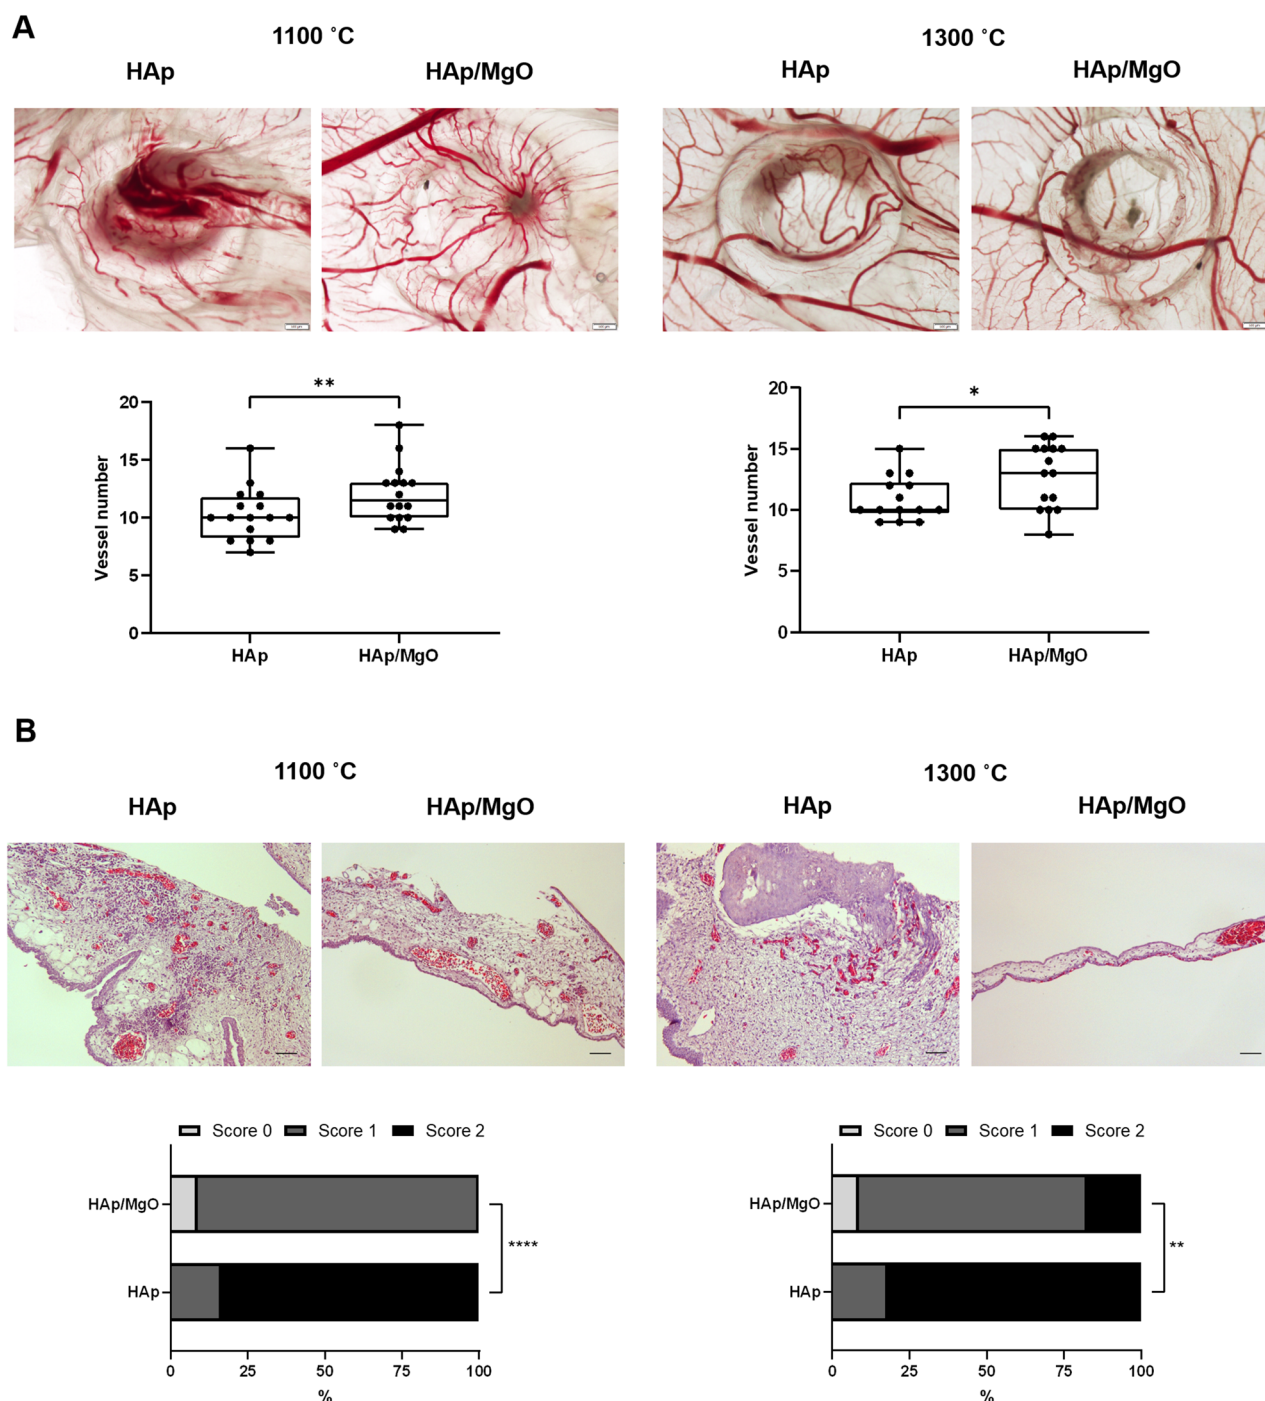 A
1100 ˚C
HAp HAp/MgO
1300 ˚C
HAp HAp/MgO
**
20
15
10
5
0
Vessel number
HAp HAp/MgO
*
20
15
10
5
0
Vessel number
HAp HAp/MgO
B
1100 ˚C
HAp HAp/MgO
1300 ˚C
HAp HAp/MgO
Score 0 Score 1 Score 2
HAp/MgO
HAp
****
0 25 50 75 100
%
Score 0 Score 1 Score 2
HAp/MgO
HAp
**
0 25 50 75 100
%